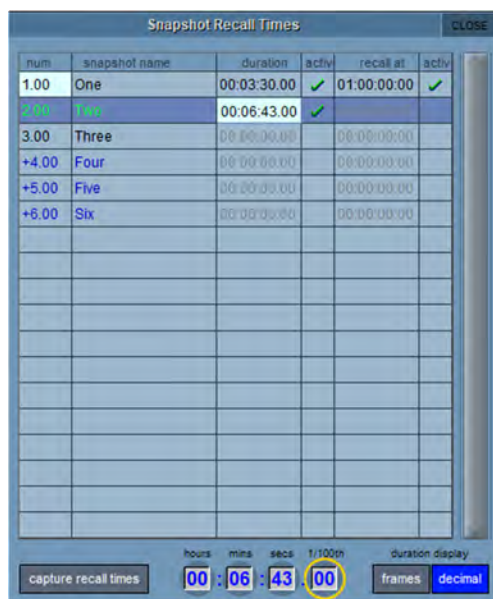 Snapshot Recall Times CLOSE
num snapshot name duration activ recall at activ
1.00 One 00:03:30.00 ✓ 01:00:00:00 ✓
2.00 Two 00:06:43.00 ✓
3.00 Three 00:00:00.00 00:00:00:00
+4.00 Four 00:00:00.00 00:00:00:00
+5.00 Five 00:00:00.00 00:00:00:00
+6.00 Six 00:00:00.00 00:00:00:00
hours mins secs 1/100th duration display
capture recall times 00 : 06 : 43 . 00 frames decimal